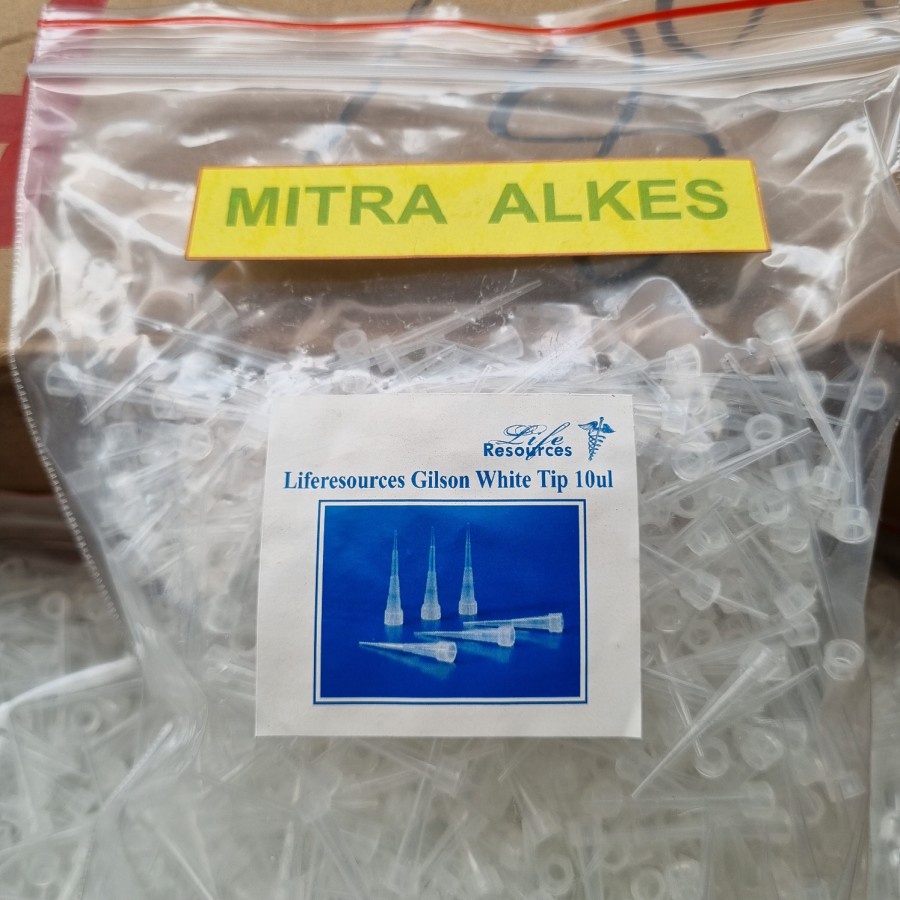 MITRA ALKES
Life
Resources
Liferesources Gilson White Tip 10ul